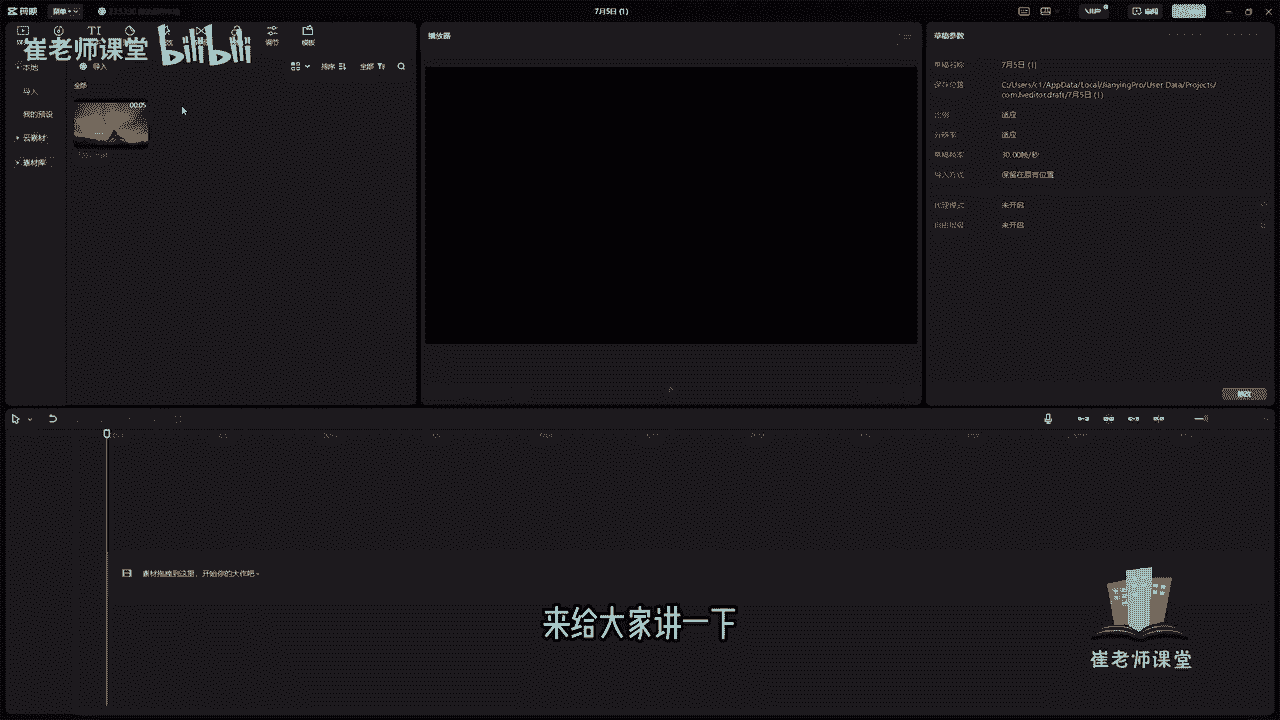 剪映
菜单
7月5日 (1)
VIP
TI
调节
模板
崔老师课堂 bilibili
本地
导入
排序
全部
导入
全部
我的预设
云素材
素材库
00:05
播放器
草稿参数
草稿名称 7月5日 (1)
保存位置 C:/Users/c1/AppData/Local/JianyingPro/User Data/Projects/
com.lveditor.draft/7月5日 (1)
比例 适应
分辨率 适应
草稿帧率 30.00帧/秒
导入方式 保留在原有位置
代理模式 未开启
未开启
修改
素材拖拽到这里，开始你的大作吧~
来给大家讲一下
崔老师课堂